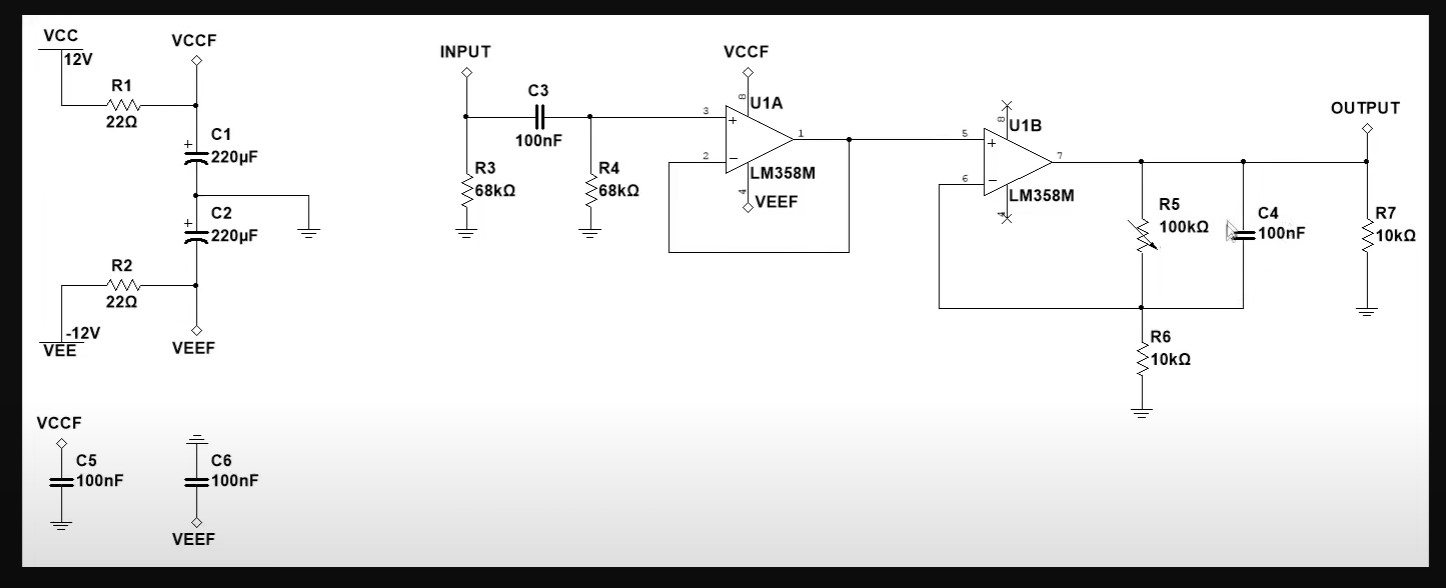 VCC
12V
VCCF
R1
22Ω
C1
+
220µF
C2
+
220µF
R2
22Ω
-12V
VEE
VEEF
VCCF
C5
100nF
C6
100nF
VEEF
INPUT
C3
100nF
R3
68kΩ
R4
68kΩ
VCCF
8
U1A
3
+
2
−
1
LM358M
4
VEEF
8
U1B
5
+
6
−
7
LM358M
4
R5
100kΩ
C4
100nF
R6
10kΩ
OUTPUT
R7
10kΩ